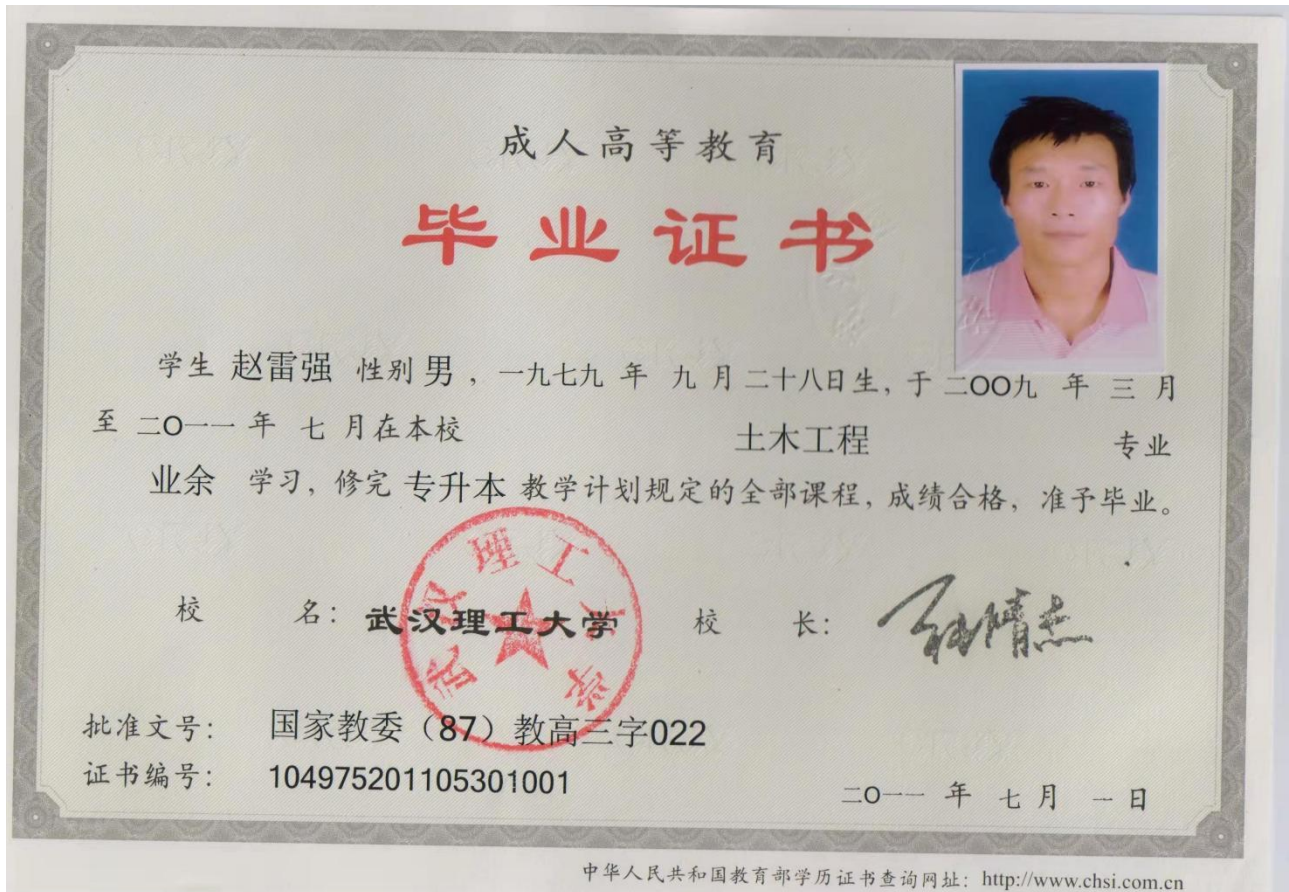 成人高等教育
毕业证书
学生 赵雷强 性别 男，一九七九 年 九 月 二十八日生，于 二OO九 年 三 月
至 二O一一 年 七 月在本校 土木工程 专业
业余 学习，修完 专升本 教学计划规定的全部课程，成绩合格，准予毕业。
校 名：武汉理工大学 校 长：
武汉理工大学
批准文号： 国家教委（87）教高三字022
证书编号： 104975201105301001
二O一一 年 七 月 一 日
中华人民共和国教育部学历证书查询网址：http://www.chsi.com.cn